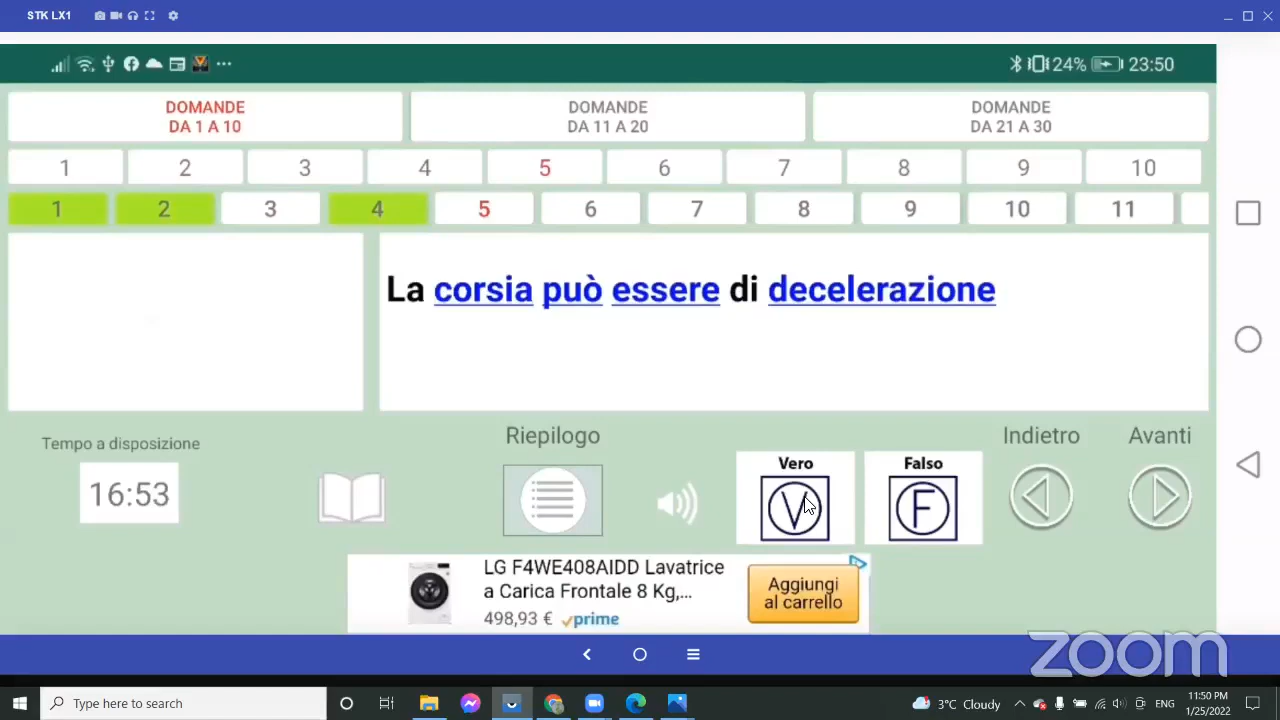 STK LX1
24% 23:50
DOMANDE
DA 1 A 10
DOMANDE
DA 11 A 20
DOMANDE
DA 21 A 30
1 2 3 4 5 6 7 8 9 10
1 2 3 4 5 6 7 8 9 10 11
La corsia può essere di decelerazione
Tempo a disposizione
16:53
Riepilogo
Vero
V
Falso
F
Indietro
Avanti
LG F4WE408AIDD Lavatrice
a Carica Frontale 8 Kg,...
498,93 € prime
Aggiungi
al carrello
zoom
Type here to search
3°C Cloudy
ENG
11:50 PM
1/25/2022